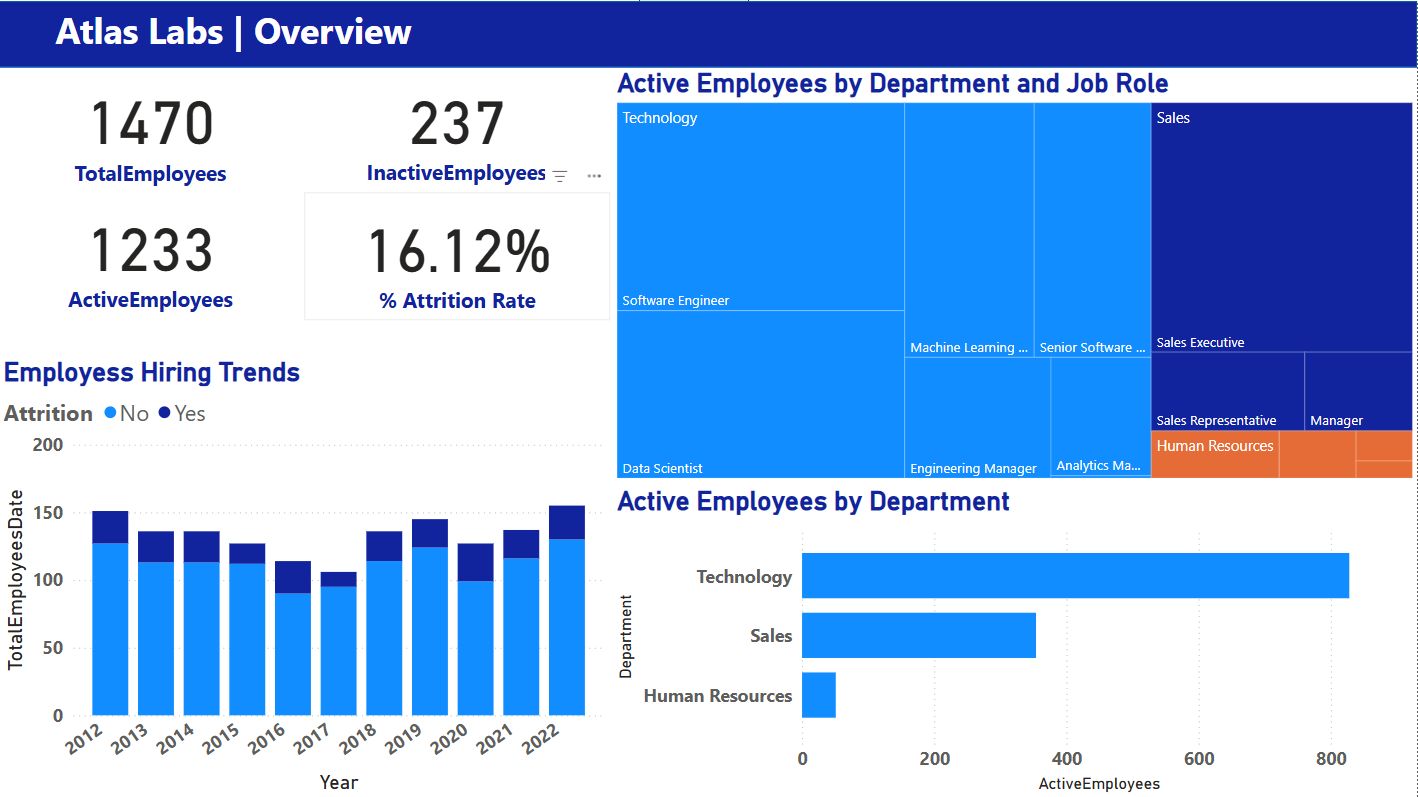 Atlas Labs | Overview
1470
TotalEmployees
237
InactiveEmployees
1233
ActiveEmployees
16.12%
% Attrition Rate
Employess Hiring Trends
Attrition No Yes
TotalEmployeesDate
200
150
100
50
0
2012 2013 2014 2015 2016 2017 2018 2019 2020 2021 2022
Year
Active Employees by Department and Job Role
Technology
Software Engineer
Data Scientist
Machine Learning ...
Senior Software ...
Engineering Manager
Analytics Ma...
Sales
Sales Executive
Sales Representative
Manager
Human Resources
Active Employees by Department
Department
Technology
Sales
Human Resources
0 200 400 600 800
ActiveEmployees